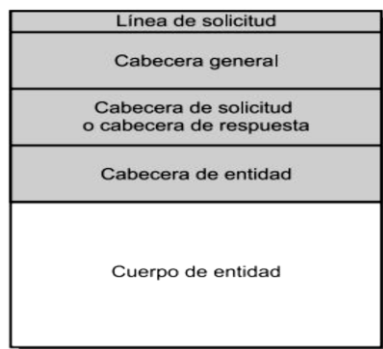 Línea de solicitud
Cabecera general
Cabecera de solicitud
o cabecera de respuesta
Cabecera de entidad
Cuerpo de entidad